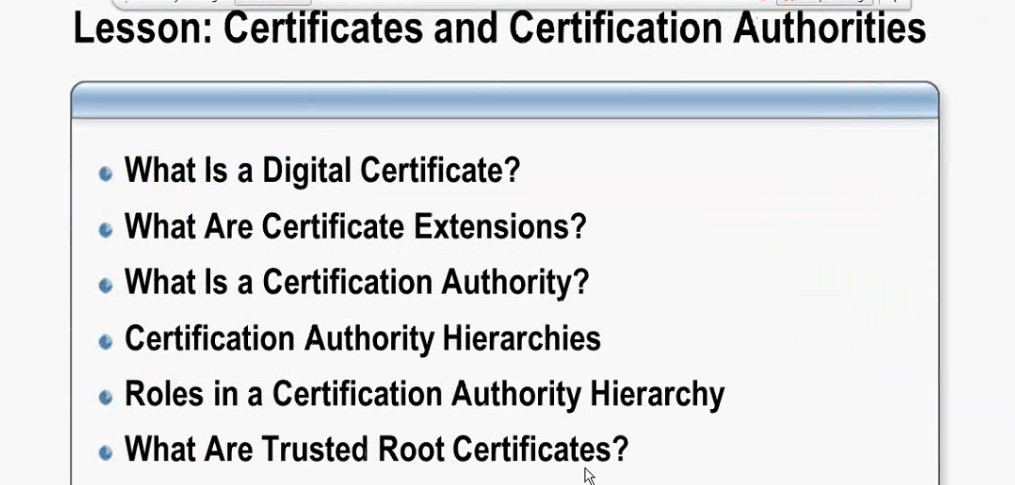 Lesson: Certificates and Certification Authorities
What Is a Digital Certificate?
What Are Certificate Extensions?
What Is a Certification Authority?
Certification Authority Hierarchies
Roles in a Certification Authority Hierarchy
What Are Trusted Root Certificates?